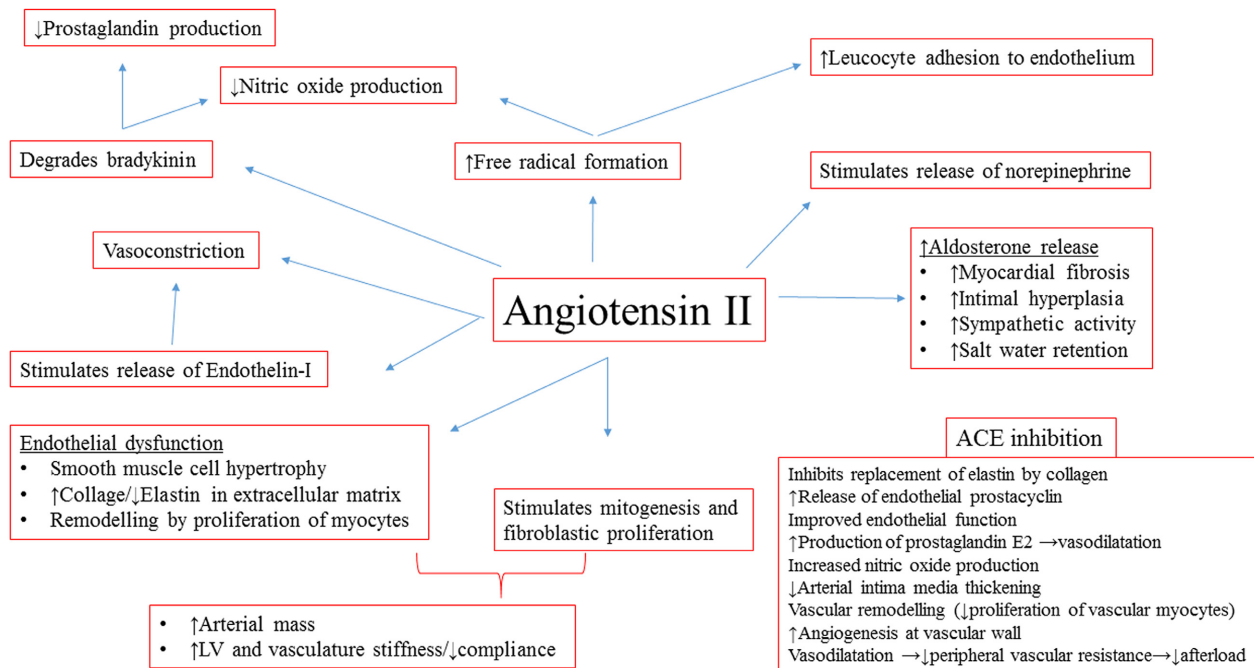 ↓Prostaglandin production
↑Leucocyte adhesion to endothelium
↓Nitric oxide production
Degrades bradykinin
↑Free radical formation
Stimulates release of norepinephrine
Vasoconstriction
↑Aldosterone release
• ↑Myocardial fibrosis
• ↑Intimal hyperplasia
• ↑Sympathetic activity
• ↑Salt water retention
Angiotensin II
Stimulates release of Endothelin-I
Endothelial dysfunction
• Smooth muscle cell hypertrophy
• ↑Collage/↓Elastin in extracellular matrix
• Remodelling by proliferation of myocytes
Stimulates mitogenesis and
fibroblastic proliferation
• ↑Arterial mass
• ↑LV and vasculature stiffness/↓compliance
ACE inhibition
Inhibits replacement of elastin by collagen
↑Release of endothelial prostacyclin
Improved endothelial function
↑Production of prostaglandin E2 →vasodilatation
Increased nitric oxide production
↓Arterial intima media thickening
Vascular remodelling (↓proliferation of vascular myocytes)
↑Angiogenesis at vascular wall
Vasodilatation →↓peripheral vascular resistance→↓afterload